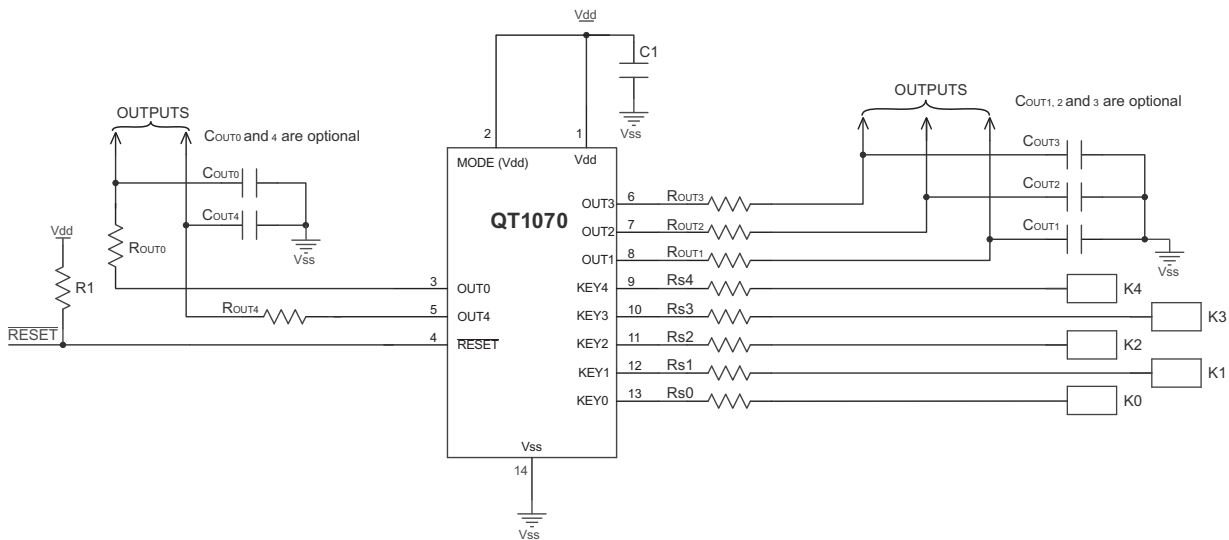 Vdd
C1
Vss
OUTPUTS
COUT0 and 4 are optional
COUT0
COUT4
Vss
ROUT0
Vdd
R1
ROUT4
RESET
OUTPUTS
COUT1, 2 and 3 are optional
COUT3
COUT2
COUT1
Vss
2
1
MODE (Vdd)
Vdd
QT1070
3
OUT0
5
OUT4
4
RESET
OUT3
6
ROUT3
OUT2
7
ROUT2
OUT1
8
ROUT1
KEY4
9
Rs4
K4
KEY3
10
Rs3
K3
KEY2
11
Rs2
K2
KEY1
12
Rs1
K1
KEY0
13
Rs0
K0
Vss
14
Vss